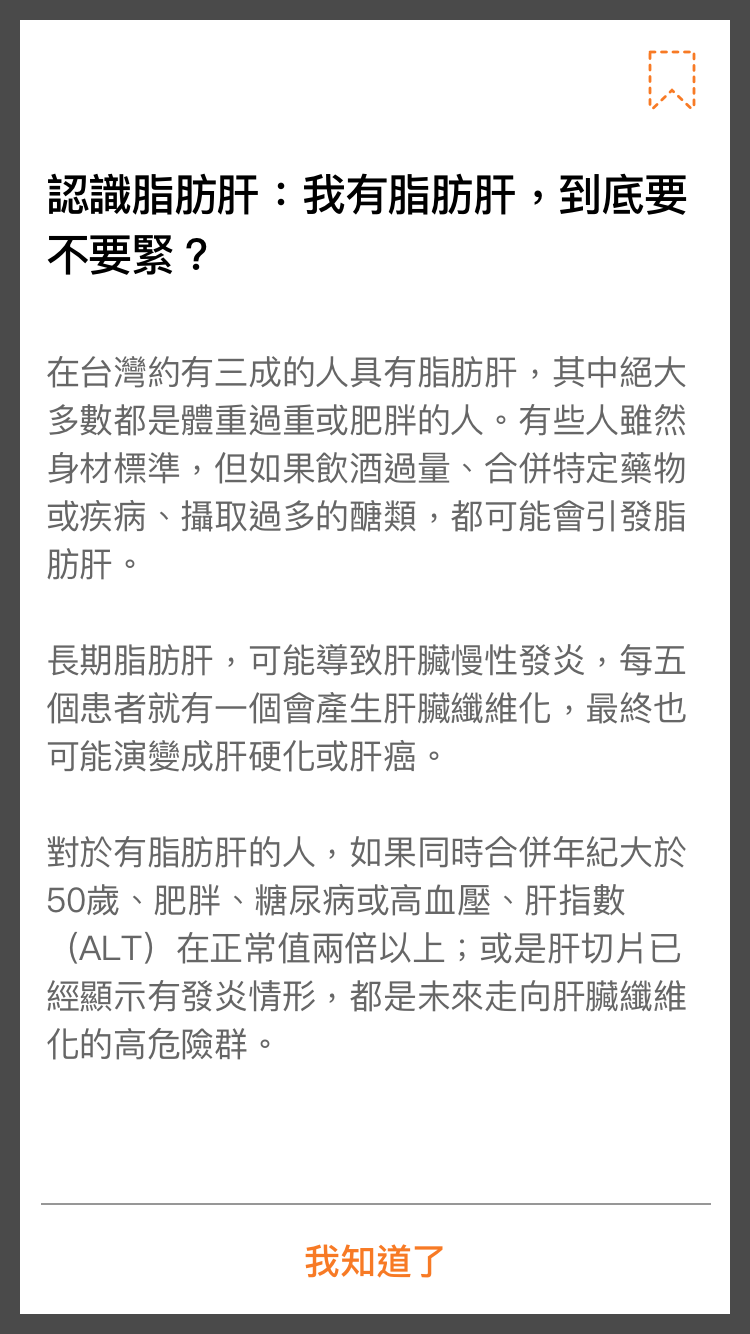 認識脂肪肝：我有脂肪肝，到底要
不要緊？
在台灣約有三成的人具有脂肪肝，其中絕大
多數都是體重過重或肥胖的人。有些人雖然
身材標準，但如果飲酒過量、合併特定藥物
或疾病、攝取過多的醣類，都可能會引發脂
肪肝。
長期脂肪肝，可能導致肝臟慢性發炎，每五
個患者就有一個會產生肝臟纖維化，最終也
可能演變成肝硬化或肝癌。
對於有脂肪肝的人，如果同時合併年紀大於
50歲、肥胖、糖尿病或高血壓、肝指數
（ALT）在正常值兩倍以上；或是肝切片已
經顯示有發炎情形，都是未來走向肝臟纖維
化的高危險群。
我知道了